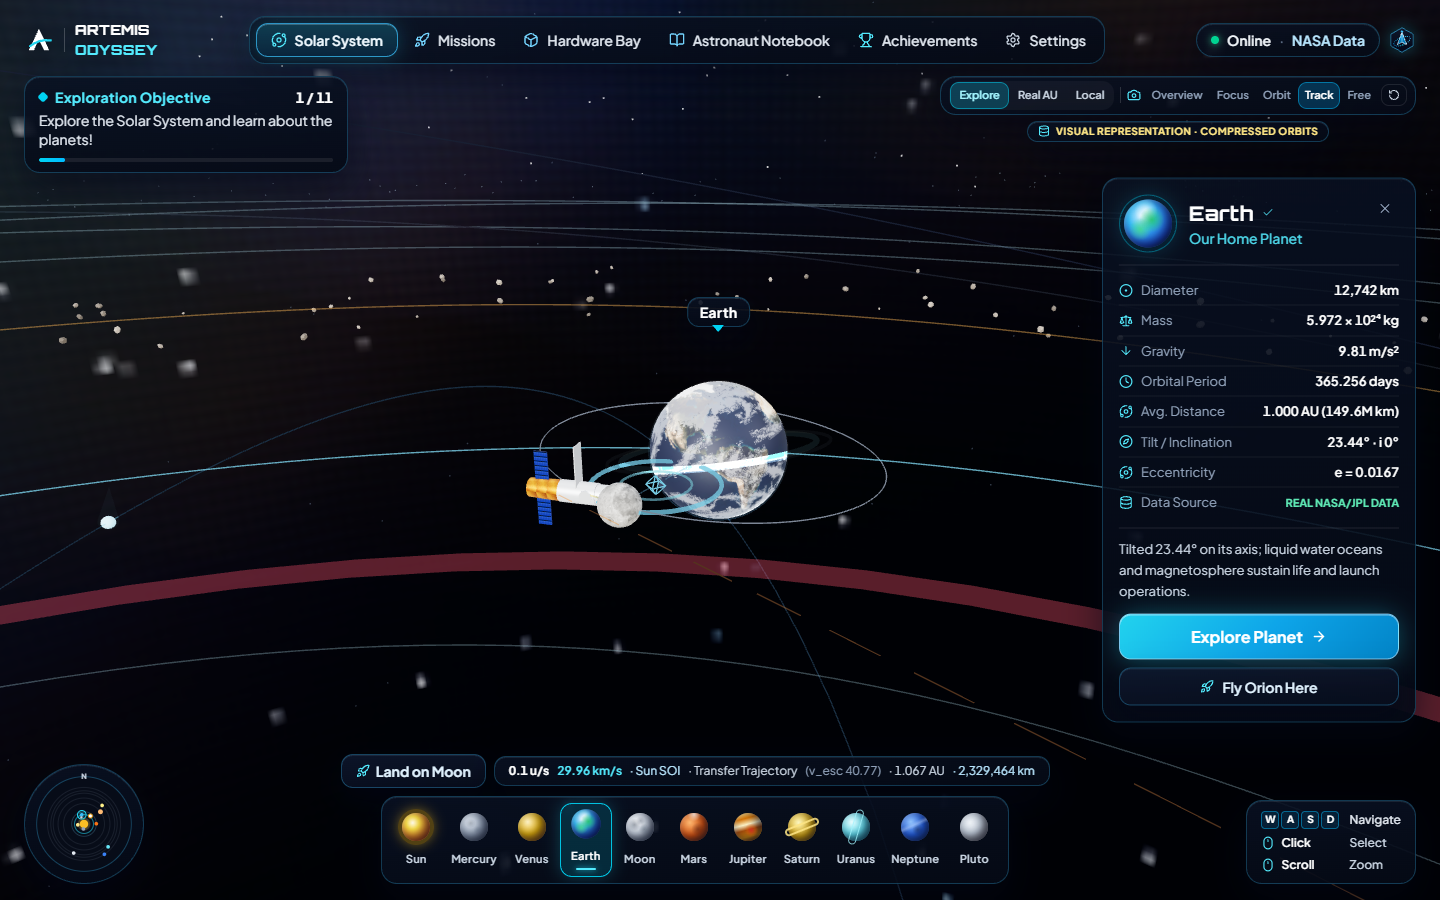 ARTEMIS
ODYSSEY
Solar System
Missions
Hardware Bay
Astronaut Notebook
Achievements
Settings
Online · NASA Data
Exploration Objective 1 / 11
Explore the Solar System and learn about the
planets!
Explore Real AU Local Overview Focus Orbit Track Free
VISUAL REPRESENTATION · COMPRESSED ORBITS
Earth ✓
Our Home Planet
Diameter 12,742 km
Mass 5.972 × 10²⁴ kg
Gravity 9.81 m/s²
Orbital Period 365.256 days
Avg. Distance 1.000 AU (149.6M km)
Tilt / Inclination 23.44° · i 0°
Eccentricity e = 0.0167
Data Source REAL NASA/JPL DATA
Tilted 23.44° on its axis; liquid water oceans
and magnetosphere sustain life and launch
operations.
Explore Planet →
Fly Orion Here
Earth
Land on Moon
0.1 u/s 29.96 km/s · Sun SOI · Transfer Trajectory (v_esc 40.77) · 1.067 AU · 2,329,464 km
N
Sun Mercury Venus Earth Moon Mars Jupiter Saturn Uranus Neptune Pluto
W A S D Navigate
Click Select
Scroll Zoom